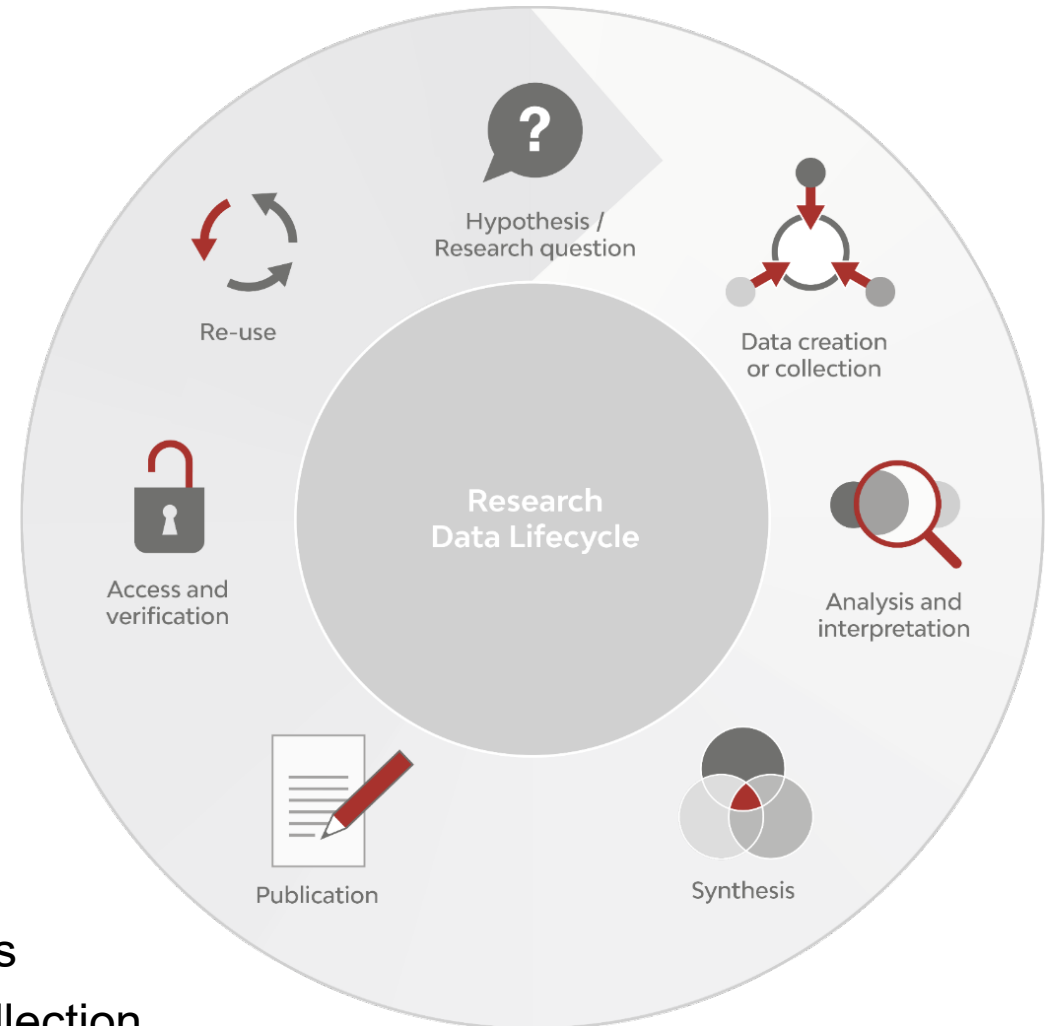 ?
Hypothesis /
Research question
Data creation
or collection
Analysis and
interpretation
Synthesis
Publication
Access and
verification
Re-use
Research
Data Lifecycle
s
llection